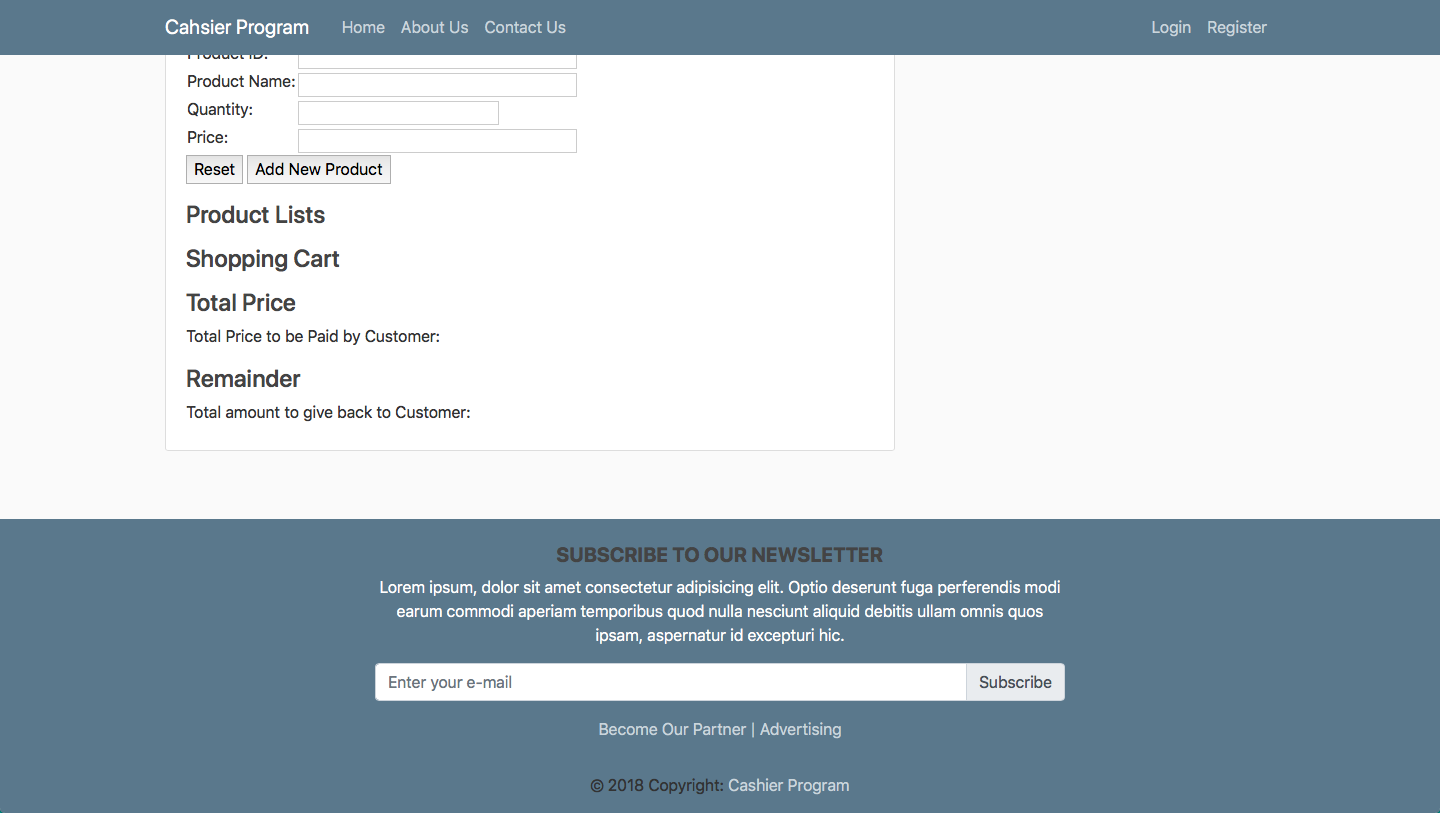 Cahsier Program Home About Us Contact Us Login Register
Product ID:
Product Name:
Quantity:
Price:
Reset Add New Product
Product Lists
Shopping Cart
Total Price
Total Price to be Paid by Customer:
Remainder
Total amount to give back to Customer:
SUBSCRIBE TO OUR NEWSLETTER
Lorem ipsum, dolor sit amet consectetur adipisicing elit. Optio deserunt fuga perferendis modi
earum commodi aperiam temporibus quod nulla nesciunt aliquid debitis ullam omnis quos
ipsam, aspernatur id excepturi hic.
Enter your e-mail Subscribe
Become Our Partner | Advertising
© 2018 Copyright: Cashier Program